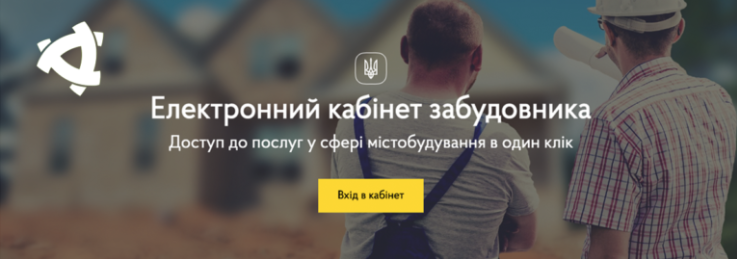 Електронний кабінет забудовника
Доступ до послуг у сфері містобудування в один клік
Вхід в кабінет